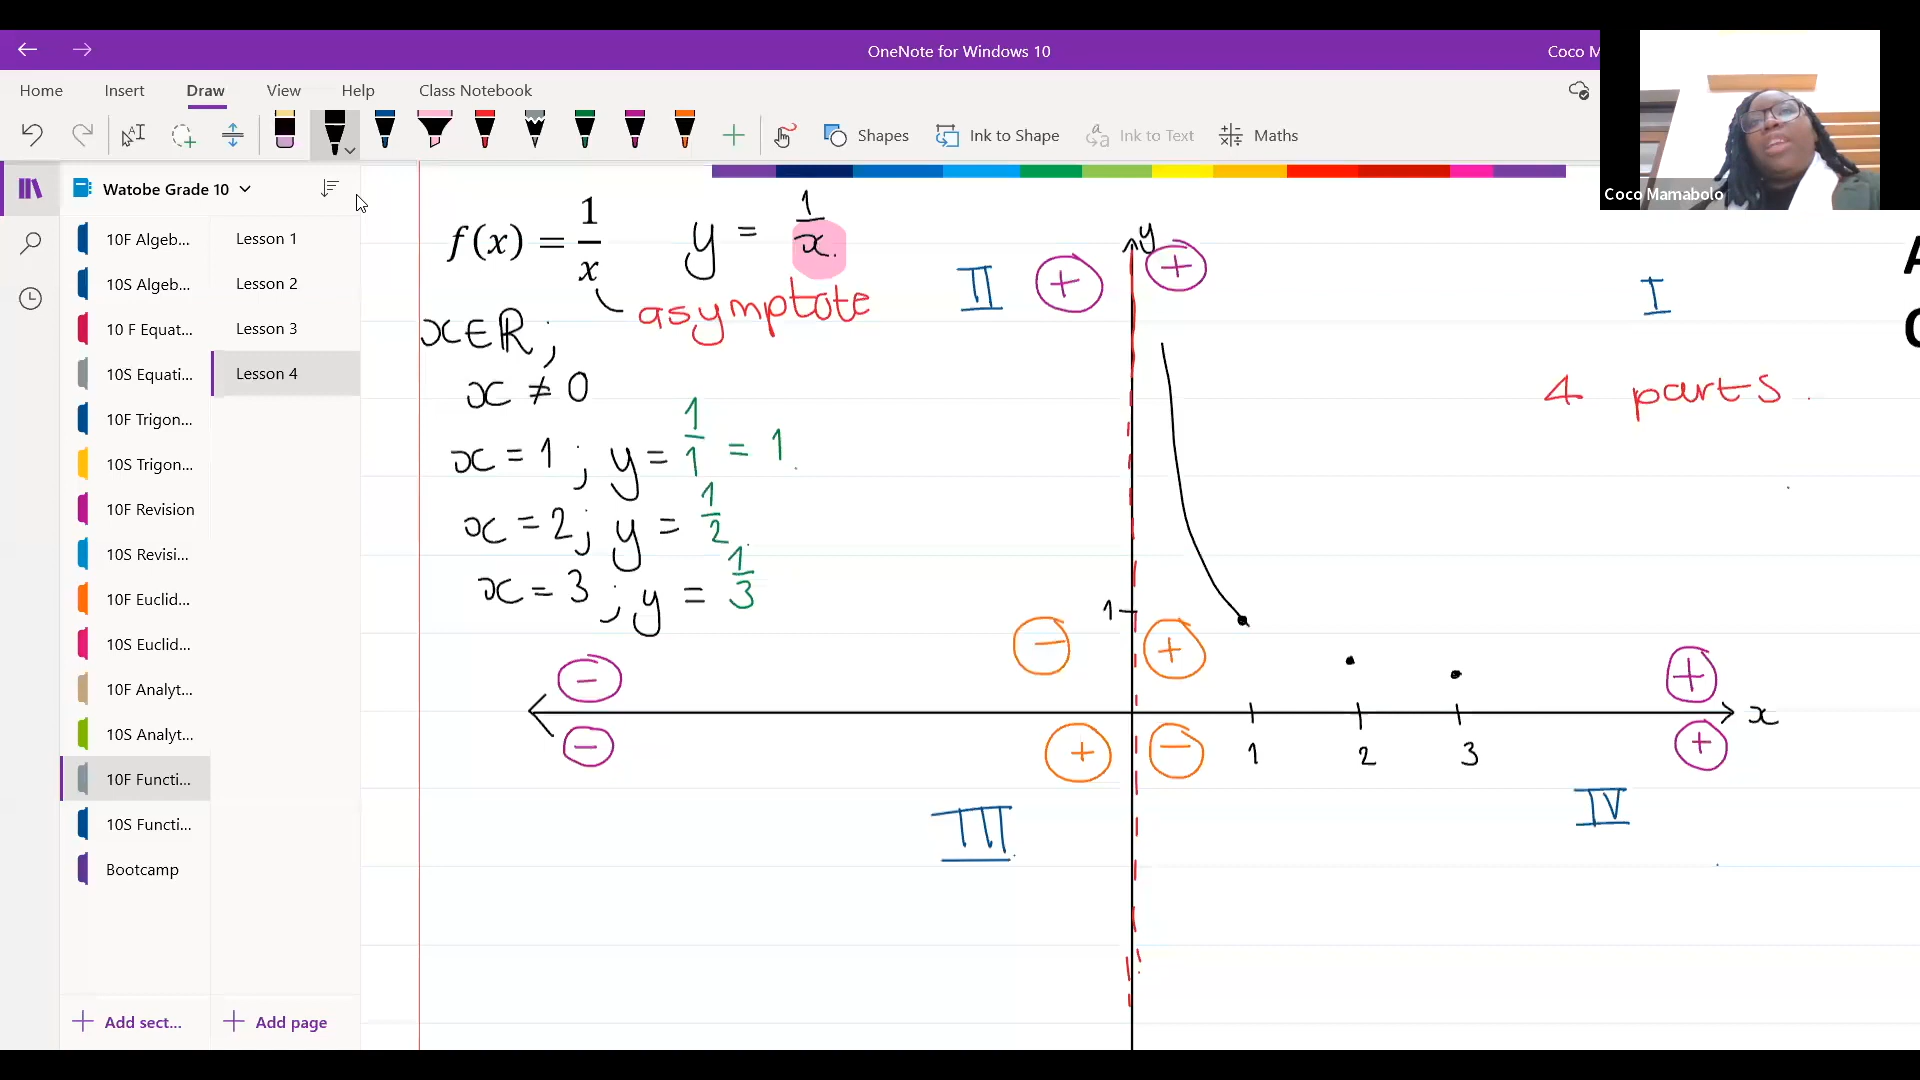 OneNote for Windows 10
Coco M
Home Insert Draw View Help Class Notebook
Shapes Ink to Shape Ink to Text Maths
Coco Mamabolo
Watobe Grade 10
10F Algeb...
10S Algeb...
10 F Equat...
10S Equati...
10F Trigon...
10S Trigon...
10F Revision
10S Revisi...
10F Euclid...
10S Euclid...
10F Analyt...
10S Analyt...
10F Functi...
10S Functi...
Bootcamp
Add sect...
Lesson 1
Lesson 2
Lesson 3
Lesson 4
Add page
f(x) = 1/x y = 1/x.
asymptote
x∈R;
x ≠ 0
x = 1 ; y = 1/1 = 1.
x = 2 ; y = 1/2
x = 3 ; y = 1/3
y
II + +
I
4 parts.
1
− +
− +
x
− + − +
1 2 3
III
IV